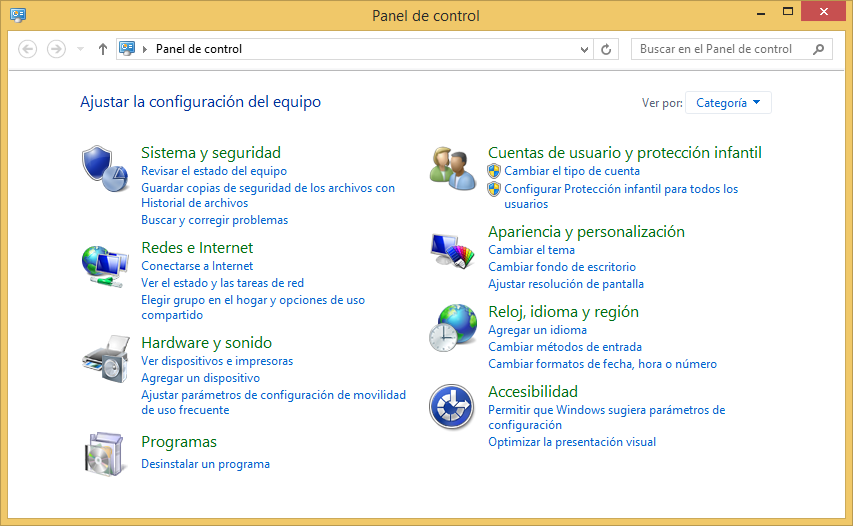 Panel de control
Panel de control
Buscar en el Panel de control
Ajustar la configuración del equipo
Ver por:
Categoría
Sistema y seguridad
Revisar el estado del equipo
Guardar copias de seguridad de los archivos con
Historial de archivos
Buscar y corregir problemas
Redes e Internet
Conectarse a Internet
Ver el estado y las tareas de red
Elegir grupo en el hogar y opciones de uso
compartido
Hardware y sonido
Ver dispositivos e impresoras
Agregar un dispositivo
Ajustar parámetros de configuración de movilidad
de uso frecuente
Programas
Desinstalar un programa
Cuentas de usuario y protección infantil
Cambiar el tipo de cuenta
Configurar Protección infantil para todos los
usuarios
Apariencia y personalización
Cambiar el tema
Cambiar fondo de escritorio
Ajustar resolución de pantalla
Reloj, idioma y región
Agregar un idioma
Cambiar métodos de entrada
Cambiar formatos de fecha, hora o número
Accesibilidad
Permitir que Windows sugiera parámetros de
configuración
Optimizar la presentación visual